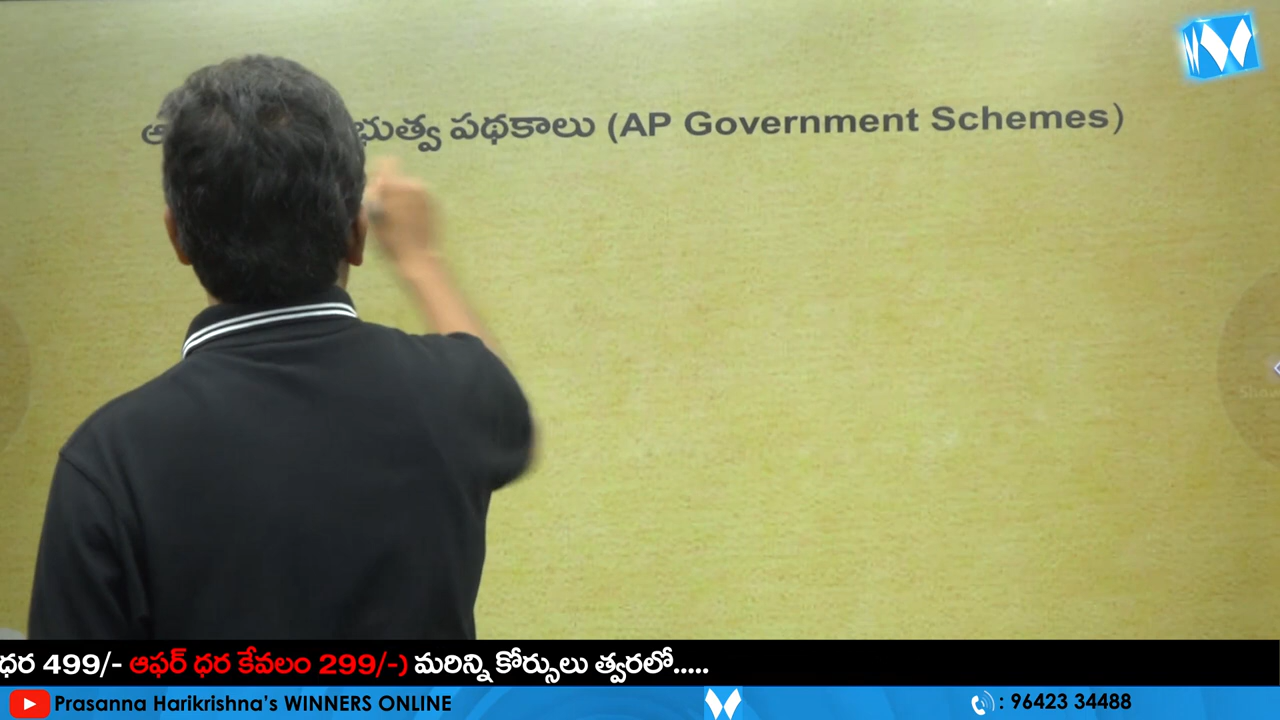 పథకాలు (AP Government Schemes)
ధర 499/- ఆఫర్ ధర కేవలం 299/-) మరిన్ని కోర్సులు త్వరలో.....
Prasanna Harikrishna's WINNERS ONLINE
: 96423 34488